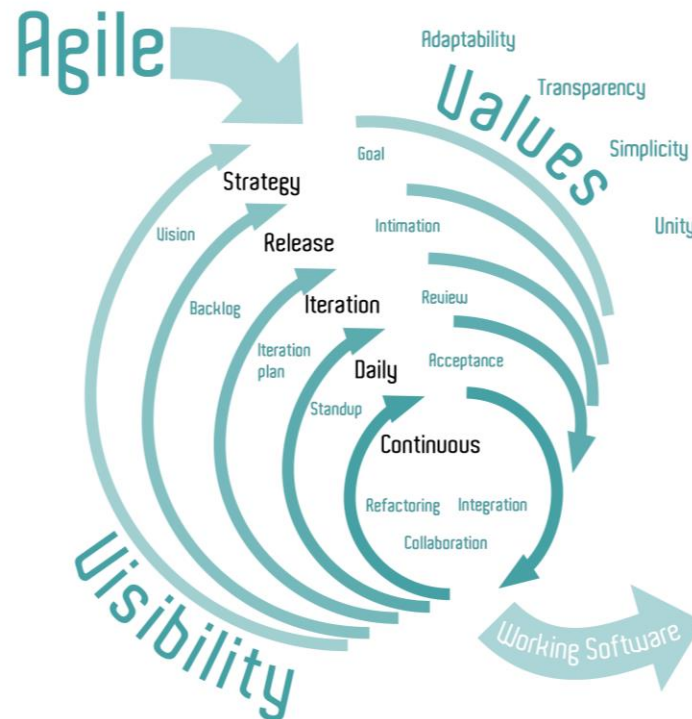 Agile
Adaptability
Values
Transparency
Simplicity
Unity
Goal
Strategy
Vision
Intimation
Release
Backlog
Review
Iteration
Iteration
plan
Acceptance
Daily
Standup
Continuous
Refactoring
Integration
Collaboration
Visibility
Working Software